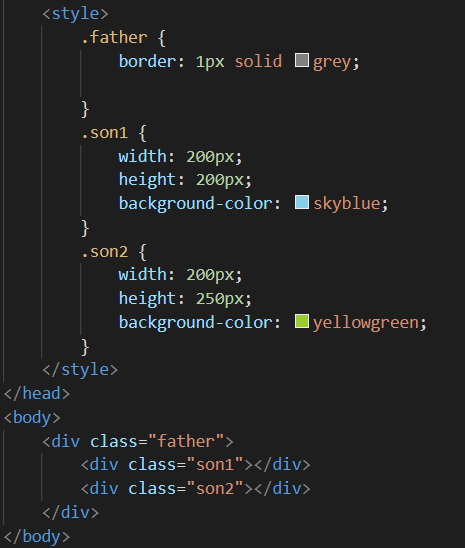 <style>
.father {
border: 1px solid grey;
}
.son1 {
width: 200px;
height: 200px;
background-color: skyblue;
}
.son2 {
width: 200px;
height: 250px;
background-color: yellowgreen;
}
</style>
</head>
<body>
<div class="father">
<div class="son1"></div>
<div class="son2"></div>
</div>
</body>